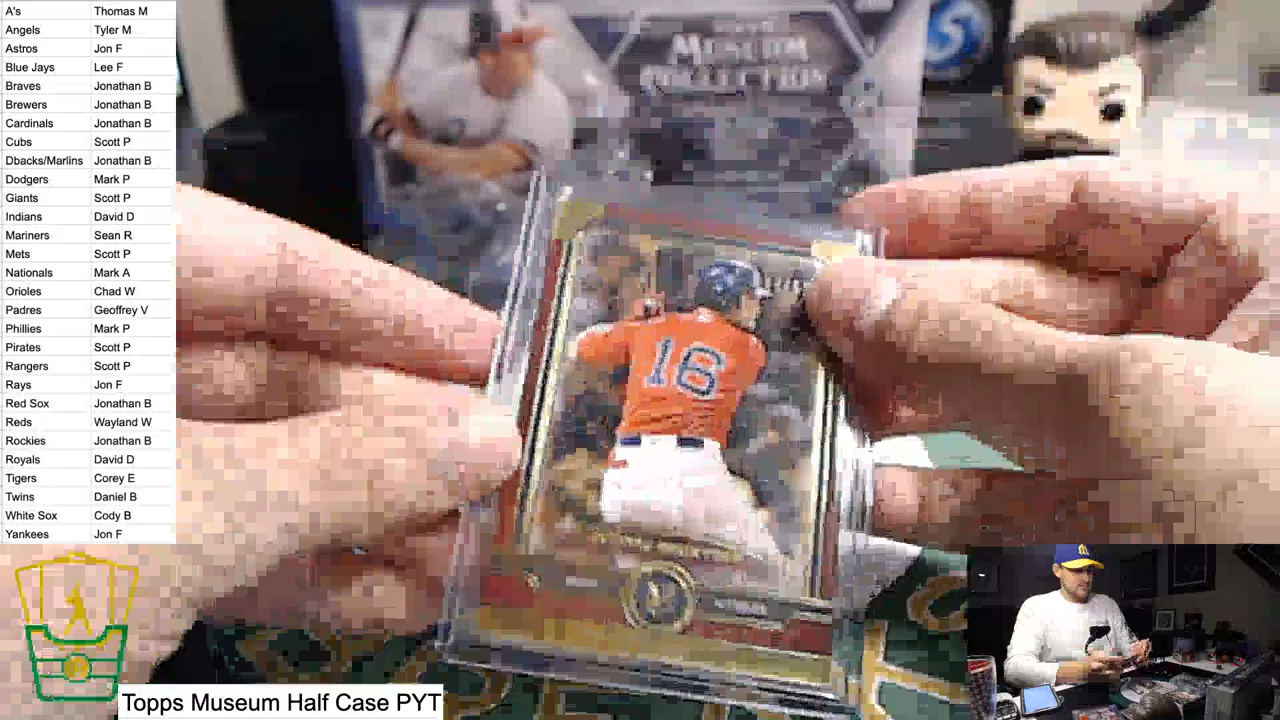 A's Thomas M
Angels Tyler M
Astros Jon F
Blue Jays Lee F
Braves Jonathan B
Brewers Jonathan B
Cardinals Jonathan B
Cubs Scott P
Dbacks/Marlins Jonathan B
Dodgers Mark P
Giants Scott P
Indians David D
Mariners Sean R
Mets Scott P
Nationals Mark A
Orioles Chad W
Padres Geoffrey V
Phillies Mark P
Pirates Scott P
Rangers Scott P
Rays Jon F
Red Sox Jonathan B
Reds Wayland W
Rockies Jonathan B
Royals David D
Tigers Corey E
Twins Daniel B
White Sox Cody B
Yankees Jon F
MUSEUM
COLLECTION
16
Topps Museum Half Case PYT